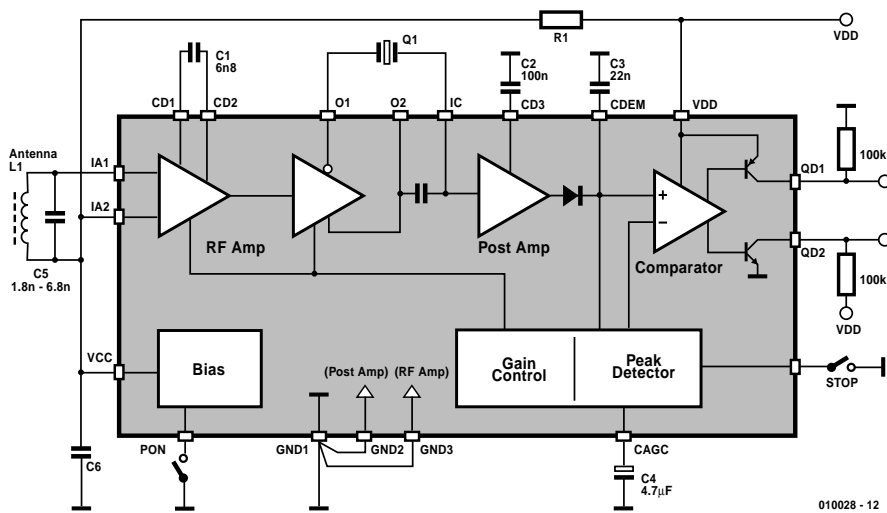 R1
VDD
C1
6n8
Q1
C2
100n
C3
22n
CD1
CD2
O1
O2
IC
CD3
CDEM
VDD
Antenna
L1
IA1
IA2
C5
1.8n - 6.8n
RF Amp
Post Amp
+
−
Comparator
100k
QD1
QD2
100k
VDD
VCC
Bias
(Post Amp)
(RF Amp)
Gain
Control
Peak
Detector
STOP
C6
PON
GND1
GND2
GND3
CAGC
C4
4.7µF
010028 - 12